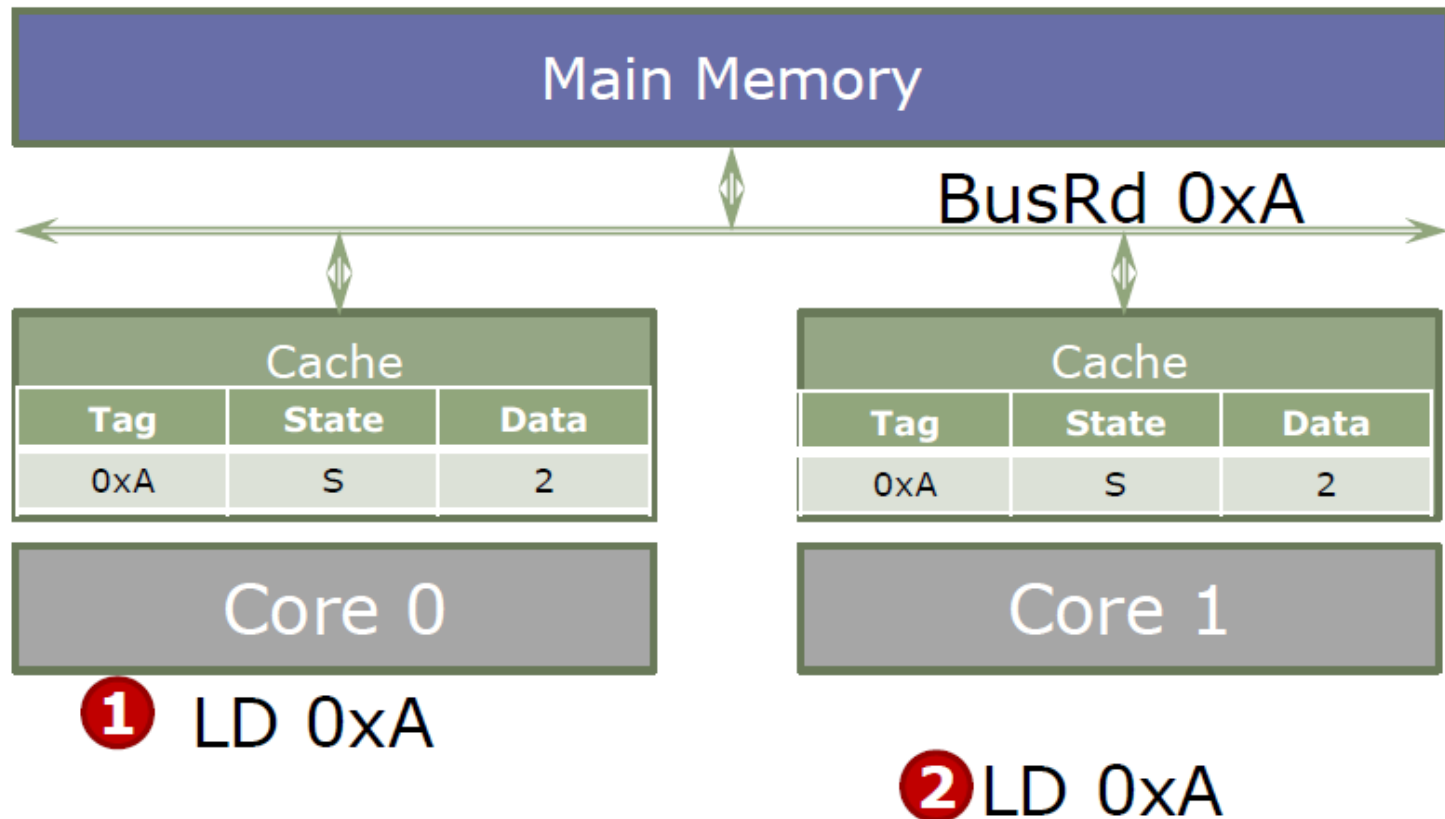 Main Memory
BusRd 0xA
Cache
Tag State Data
0xA S 2
Cache
Tag State Data
0xA S 2
Core 0
Core 1
1 LD 0xA
2 LD 0xA